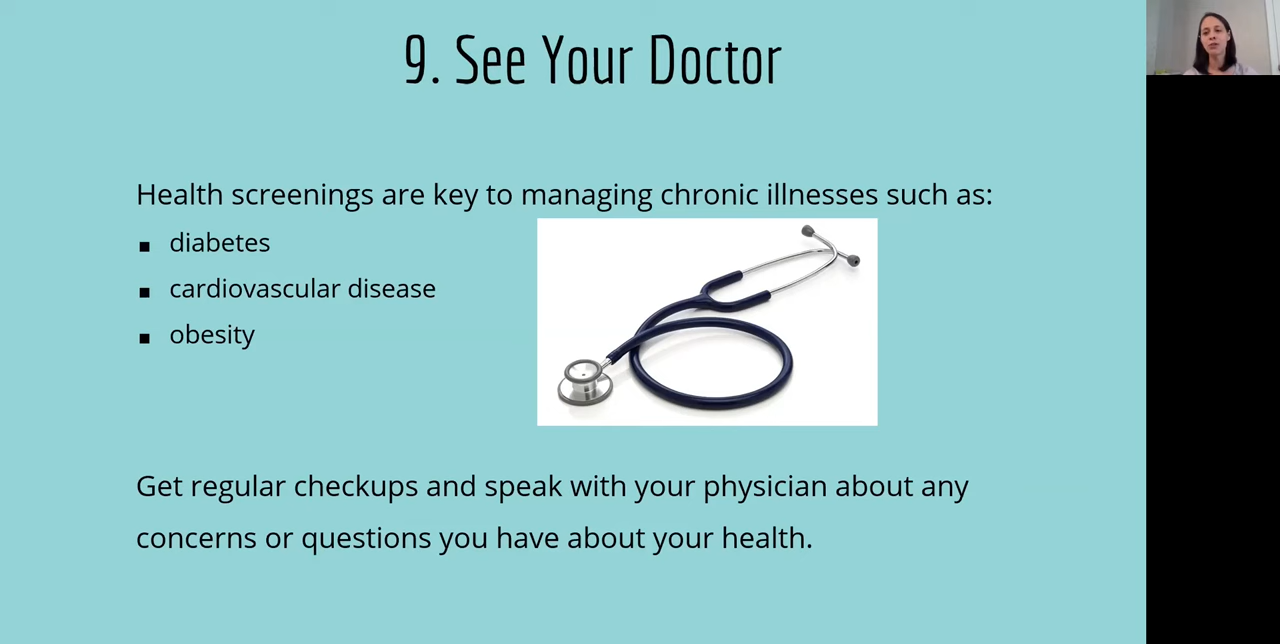 9. See Your Doctor
Health screenings are key to managing chronic illnesses such as:
▪ diabetes
▪ cardiovascular disease
▪ obesity
Get regular checkups and speak with your physician about any
concerns or questions you have about your health.